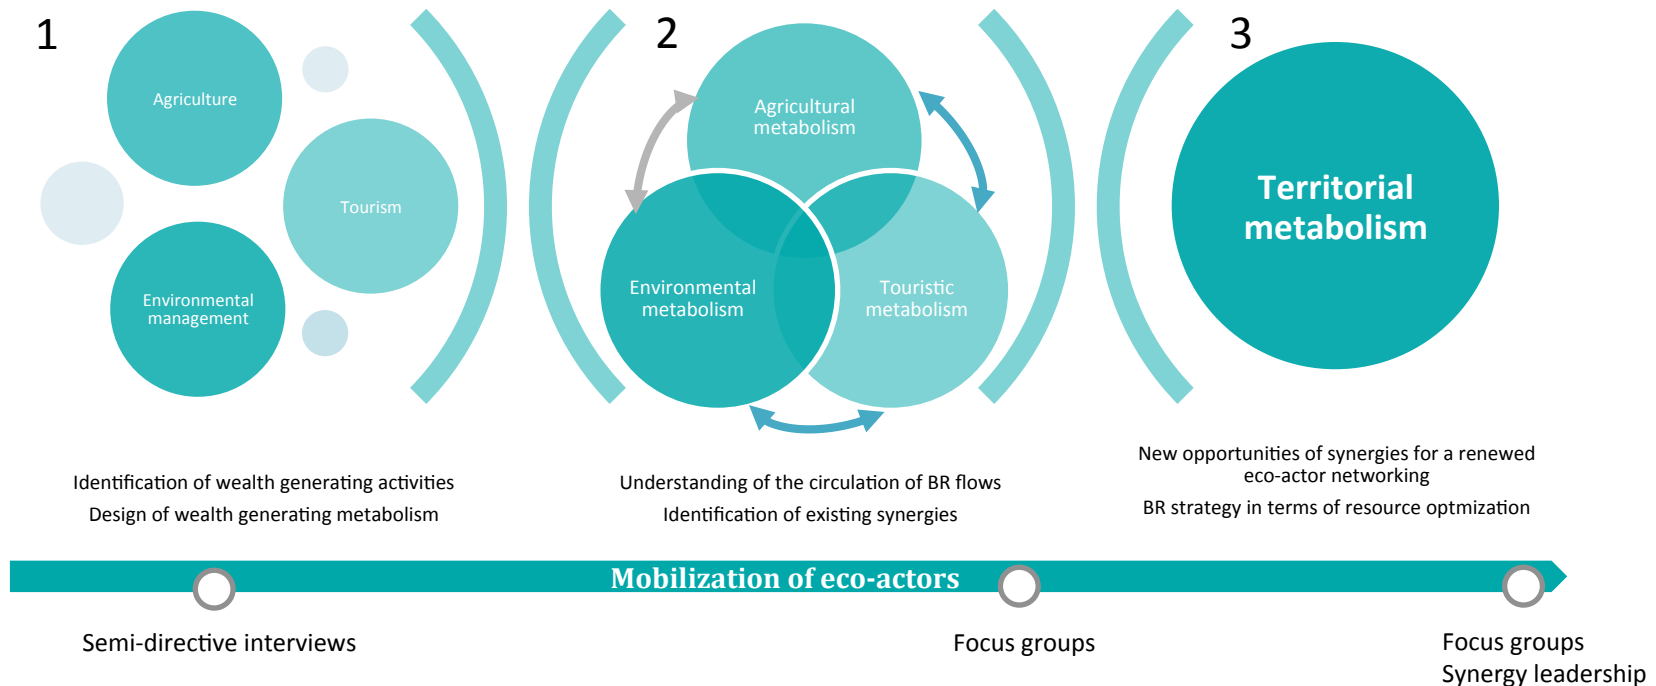 1
Agriculture
Tourism
Environmental
management
Identification of wealth generating activities
Design of wealth generating metabolism
2
Agricultural
metabolism
Environmental
metabolism
Touristic
metabolism
Understanding of the circulation of BR flows
Identification of existing synergies
3
Territorial
metabolism
New opportunities of synergies for a renewed
eco-actor networking
BR strategy in terms of resource optmization
Mobilization of eco-actors
Semi-directive interviews
Focus groups
Focus groups
Synergy leadership